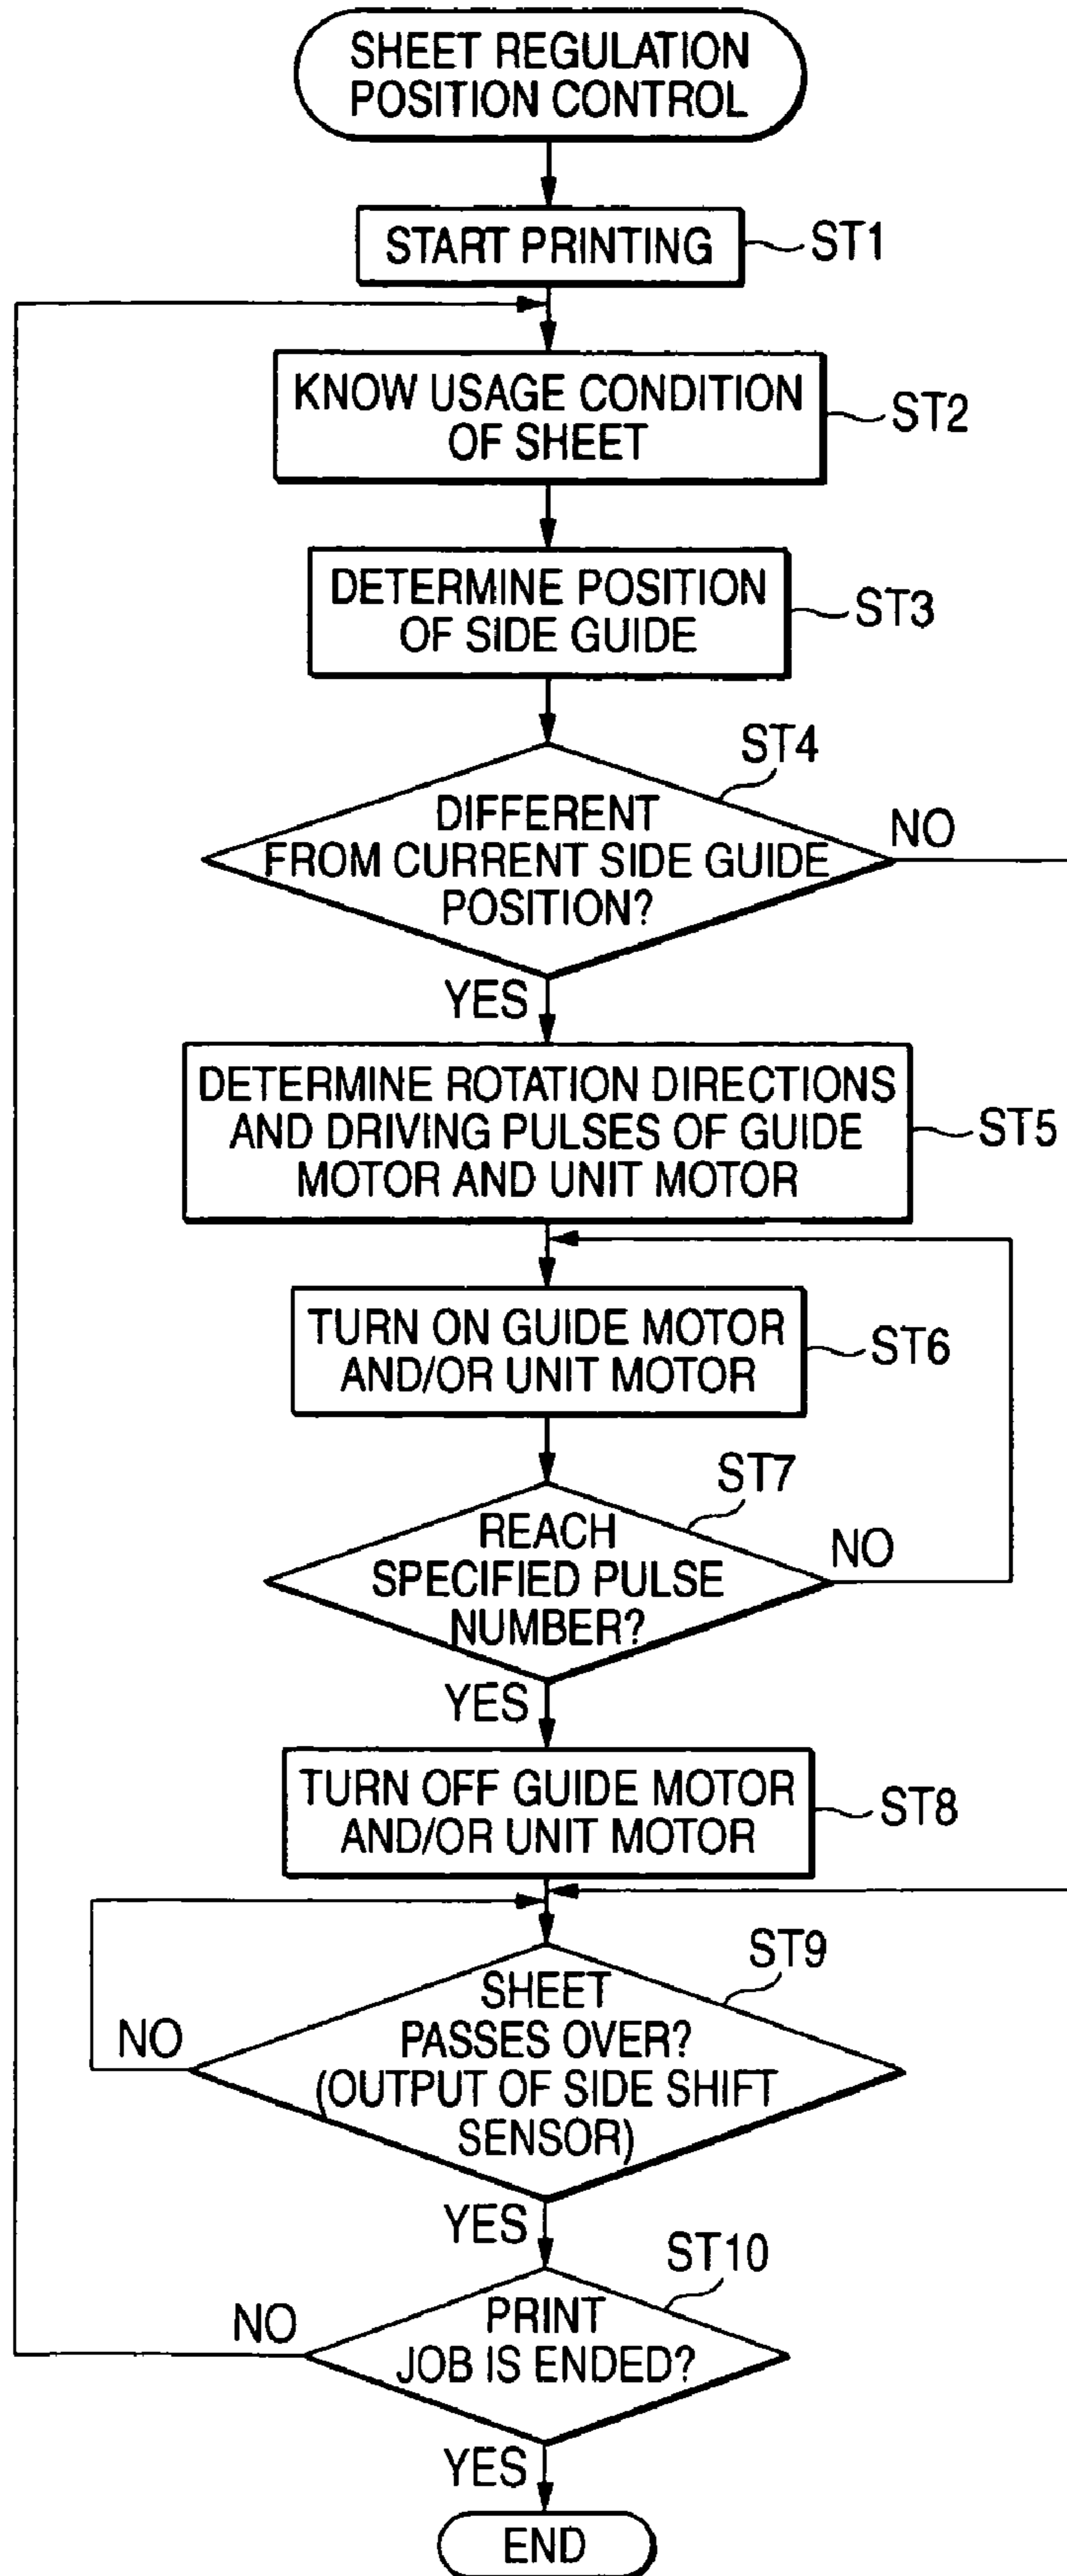 SHEET REGULATION
POSITION CONTROL
START PRINTING
ST1
KNOW USAGE CONDITION
OF SHEET
ST2
DETERMINE POSITION
OF SIDE GUIDE
ST3
ST4
DIFFERENT
FROM CURRENT SIDE GUIDE
POSITION?
NO
YES
DETERMINE ROTATION DIRECTIONS
AND DRIVING PULSES OF GUIDE
MOTOR AND UNIT MOTOR
ST5
TURN ON GUIDE MOTOR
AND/OR UNIT MOTOR
ST6
ST7
REACH
SPECIFIED PULSE
NUMBER?
NO
YES
TURN OFF GUIDE MOTOR
AND/OR UNIT MOTOR
ST8
ST9
SHEET
PASSES OVER?
(OUTPUT OF SIDE SHIFT
SENSOR)
NO
YES
ST10
PRINT
JOB IS ENDED?
NO
YES
END